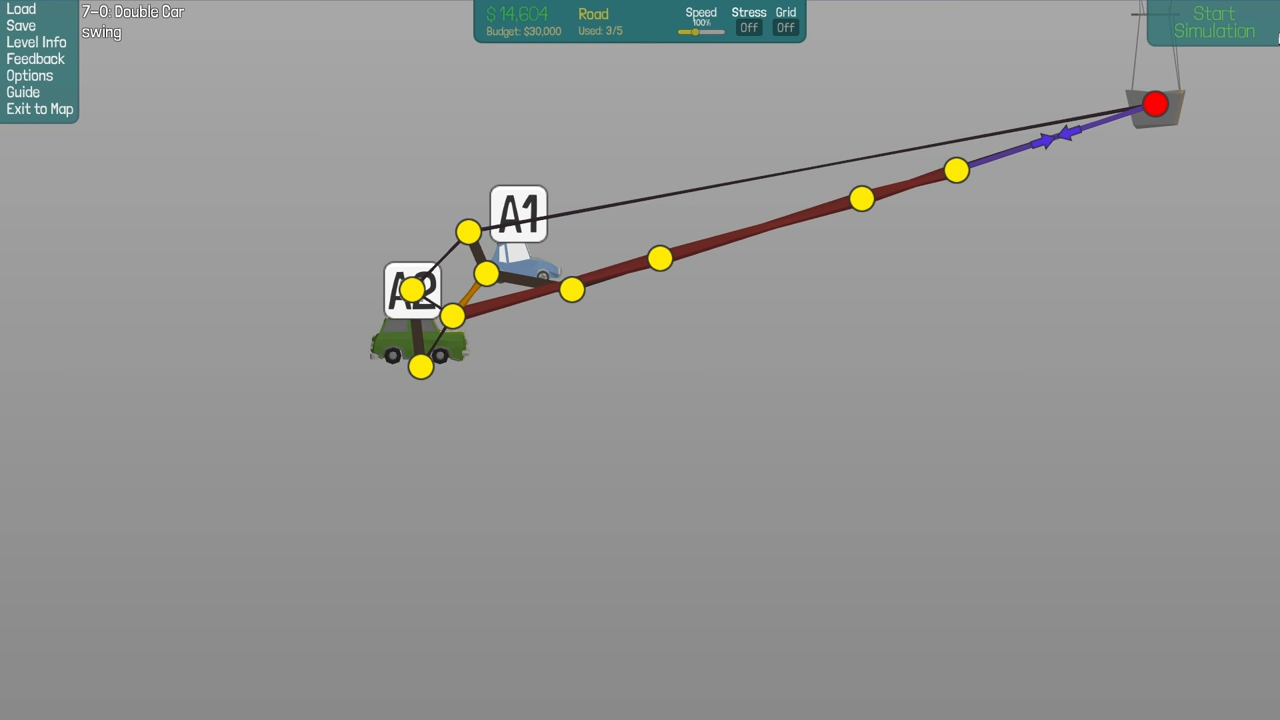 Load
Save
Level Info
Feedback
Options
Guide
Exit to Map
7-0: Double Car
swing
$ 14,604
Budget: $30,000
Road
Used: 3/5
Speed
100%
Stress
Off
Grid
Off
Start
Simulation
A1
A2